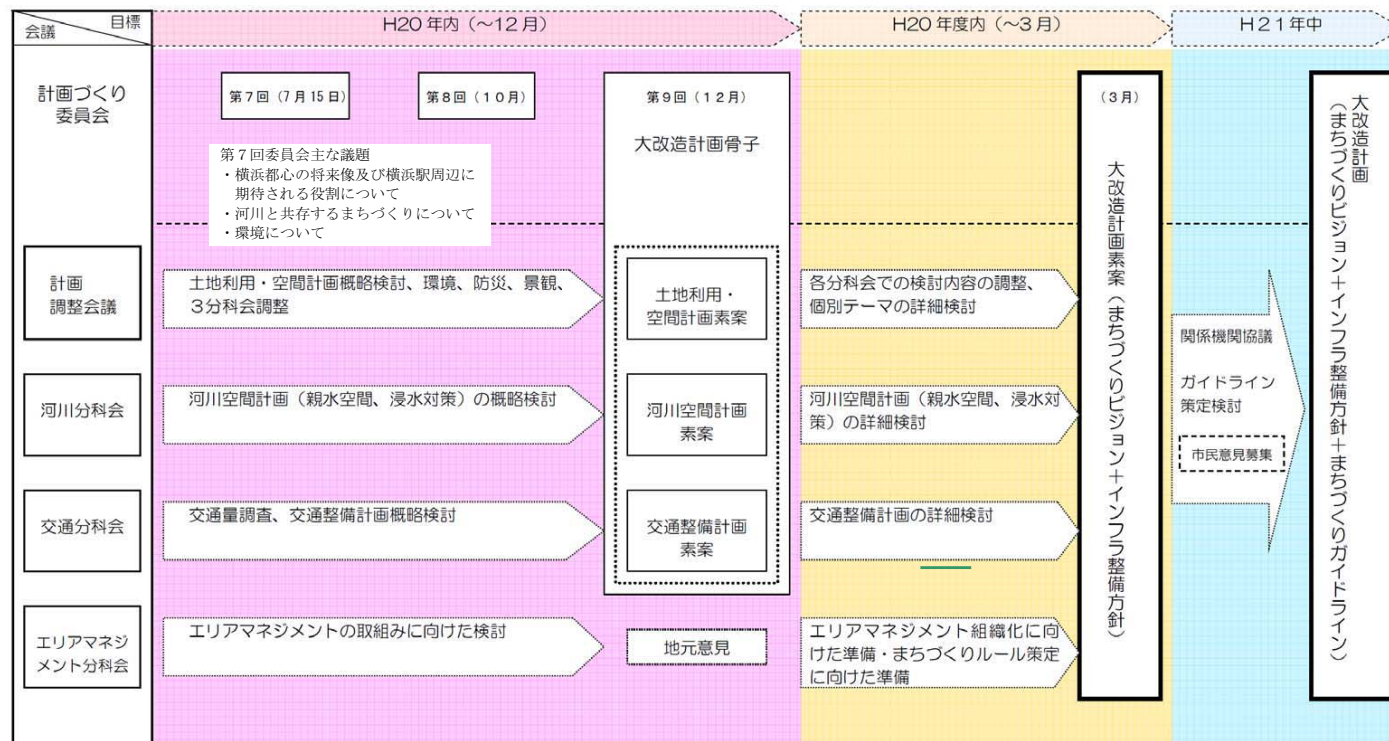 目標
会議
H20年内（～12月）
H20年度内（～3月）
H21年中
計画づくり
委員会
第7回（7月15日）
第8回（10月）
第9回（12月）
大改造計画骨子
第７回委員会主な議題
・横浜都心の将来像及び横浜駅周辺に
期待される役割について
・河川と共存するまちづくりについて
・環境について
（3月）
大改造計画素案（まちづくりビジョン＋インフラ整備方針）
大改造計画
（まちづくりビジョン＋インフラ整備方針＋まちづくりガイドライン）
計画
調整会議
土地利用・空間計画概略検討、環境、防災、景観、
３分科会調整
土地利用・
空間計画素案
各分科会での検討内容の調整、
個別テーマの詳細検討
関係機関協議
ガイドライン
策定検討
市民意見募集
河川分科会
河川空間計画（親水空間、浸水対策）の概略検討
河川空間計画
素案
河川空間計画（親水空間、浸水対
策）の詳細検討
交通分科会
交通量調査、交通整備計画概略検討
交通整備計画
素案
交通整備計画の詳細検討
エリアマネジ
メント分科会
エリアマネジメントの取組みに向けた検討
地元意見
エリアマネジメント組織化に向
けた準備・まちづくりルール策定
に向けた準備